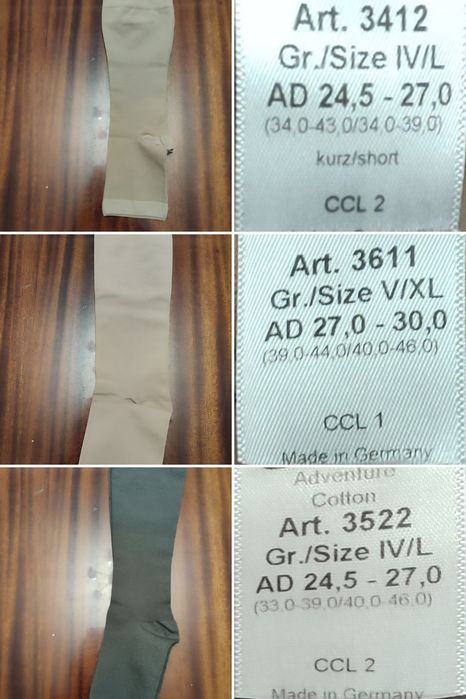 Art. 3412
Gr./Size IV/L
AD 24,5 - 27,0
(34,0-43,0/34,0-39,0)
kurz/short
CCL 2
Art. 3611
Gr./Size V/XL
AD 27,0 - 30,0
(39,0-44,0/40,0-46,0)
CCL 1
Made in Germany
Adventure
Cotton
Art. 3522
Gr./Size IV/L
AD 24,5 - 27,0
(33,0-39,0/40,0-46,0)
CCL 2
Made in Germany